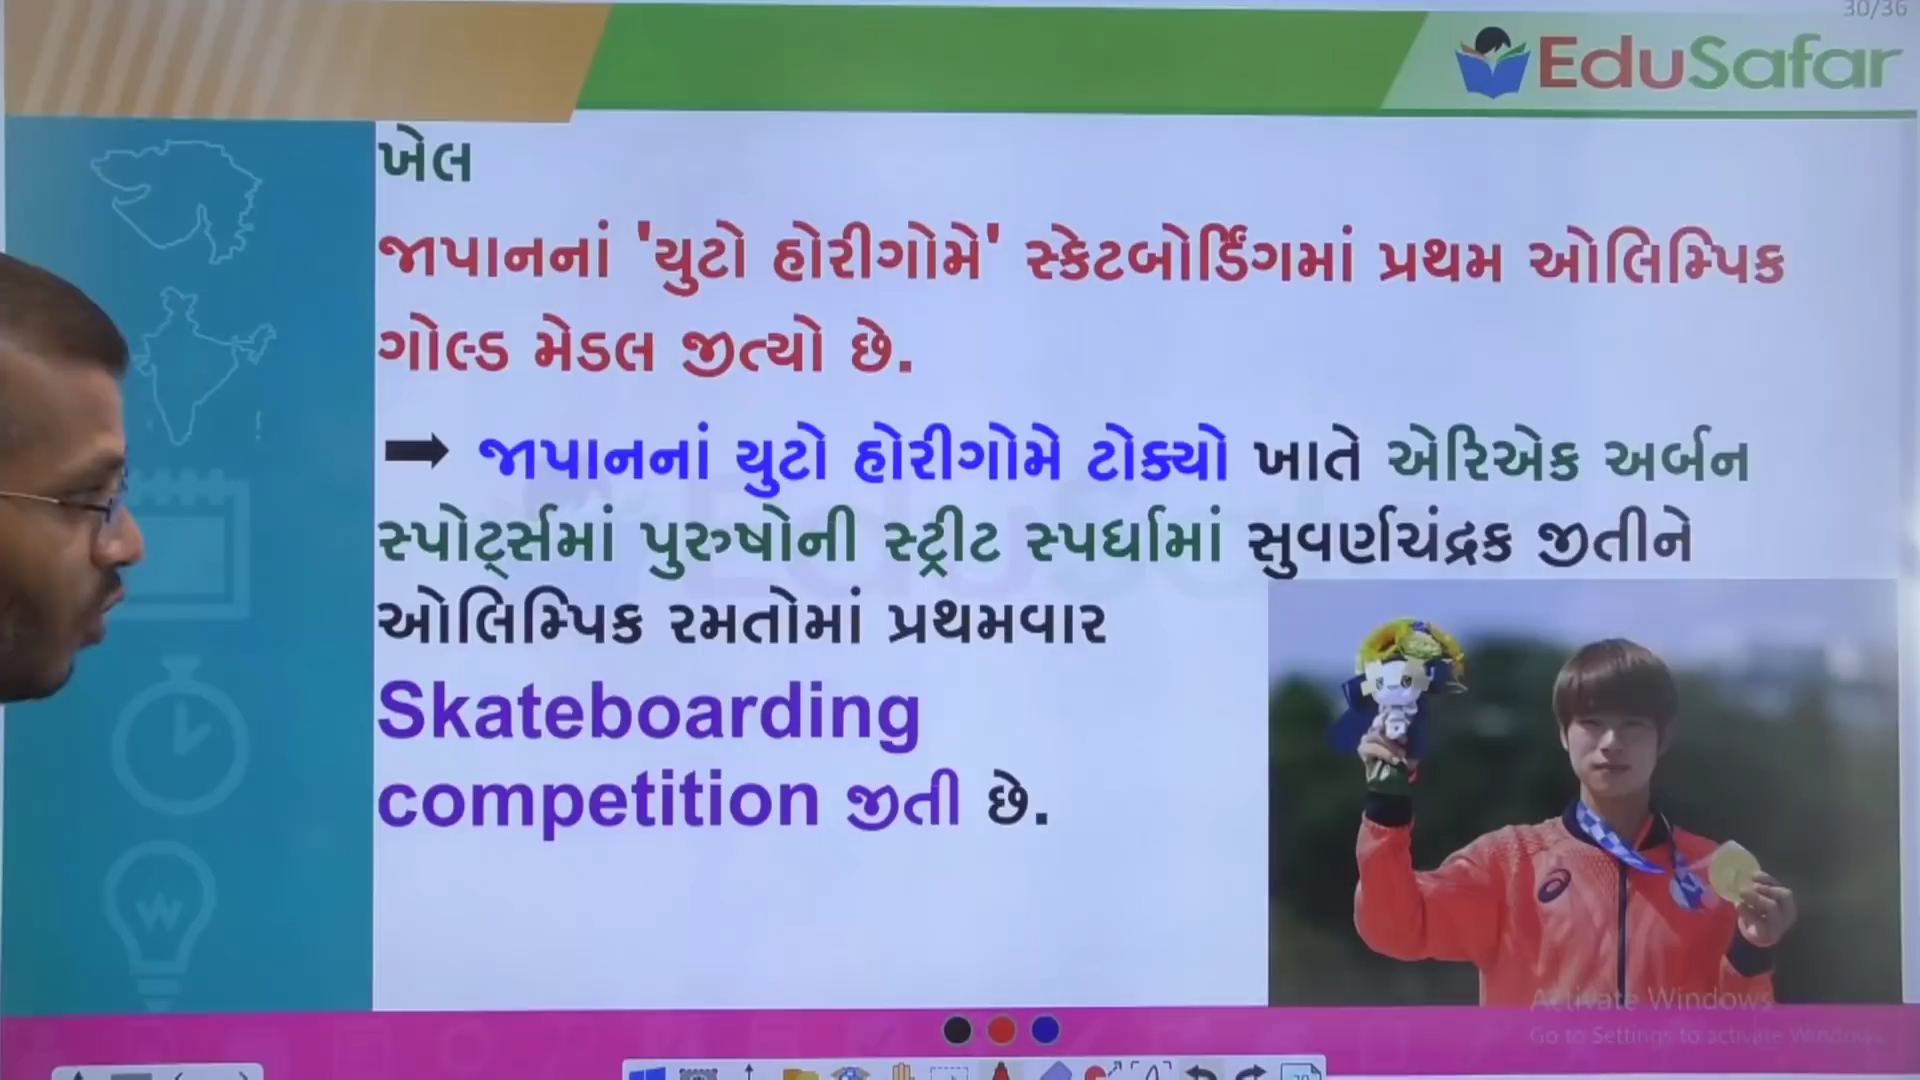 30/36
EduSafar
ખેલ
જાપાનનાં 'યુટો હોરીગોમે' સ્કેટબોર્ડિંગમાં પ્રથમ ઓલિમ્પિક
ગોલ્ડ મેડલ જીત્યો છે.
➡ જાપાનનાં યુટો હોરીગોમે ટોક્યો ખાતે એરિએક અર્બન
સ્પોર્ટ્સમાં પુરુષોની સ્ટ્રીટ સ્પર્ધામાં સુવર્ણચંદ્રક જીતીને
ઓલિમ્પિક રમતોમાં પ્રથમવાર
Skateboarding
competition જીતી છે.
Activate Windows
Go to Settings to activate Windows.